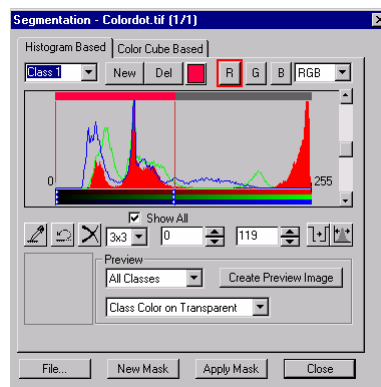 Segmentation - Colordot.tif (1/1)
Histogram Based Color Cube Based
Class 1 New Del R G B RGB
0 255
Show All
3x3 0 119
Preview
All Classes Create Preview Image
Class Color on Transparent
File... New Mask Apply Mask Close